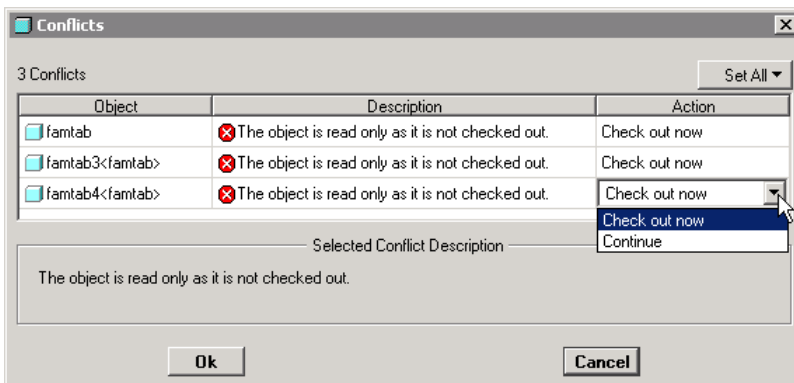 Conflicts
3 Conflicts
Set All
Object Description Action
famtab The object is read only as it is not checked out. Check out now
famtab3<famtab> The object is read only as it is not checked out. Check out now
famtab4<famtab> The object is read only as it is not checked out. Check out now
Check out now
Continue
Selected Conflict Description
The object is read only as it is not checked out.
Ok Cancel